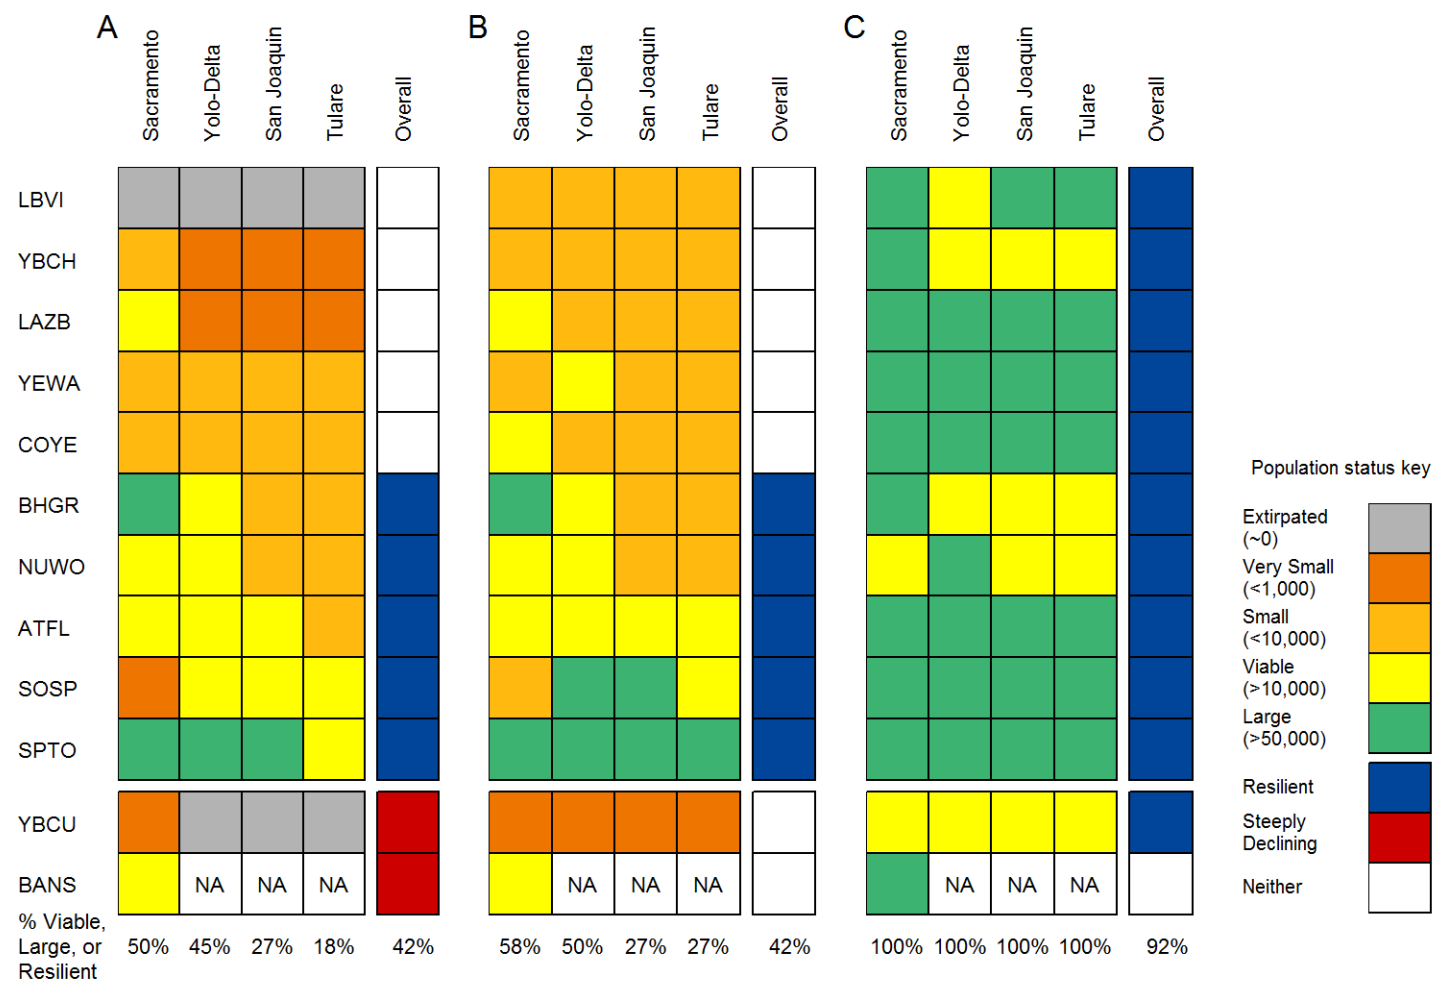 A
Sacramento
Yolo-Delta
San Joaquin
Tulare
Overall
B
Sacramento
Yolo-Delta
San Joaquin
Tulare
Overall
C
Sacramento
Yolo-Delta
San Joaquin
Tulare
Overall
LBVI
YBCH
LAZB
YEWA
COYE
BHGR
NUWO
ATFL
SOSP
SPTO
YBCU
BANS NA NA NA NA NA NA NA NA NA
% Viable,
Large, or
Resilient
50% 45% 27% 18% 42% 58% 50% 27% 27% 42% 100% 100% 100% 100% 92%
Population status key
Extirpated
(~0)
Very Small
(<1,000)
Small
(<10,000)
Viable
(>10,000)
Large
(>50,000)
Resilient
Steeply
Declining
Neither